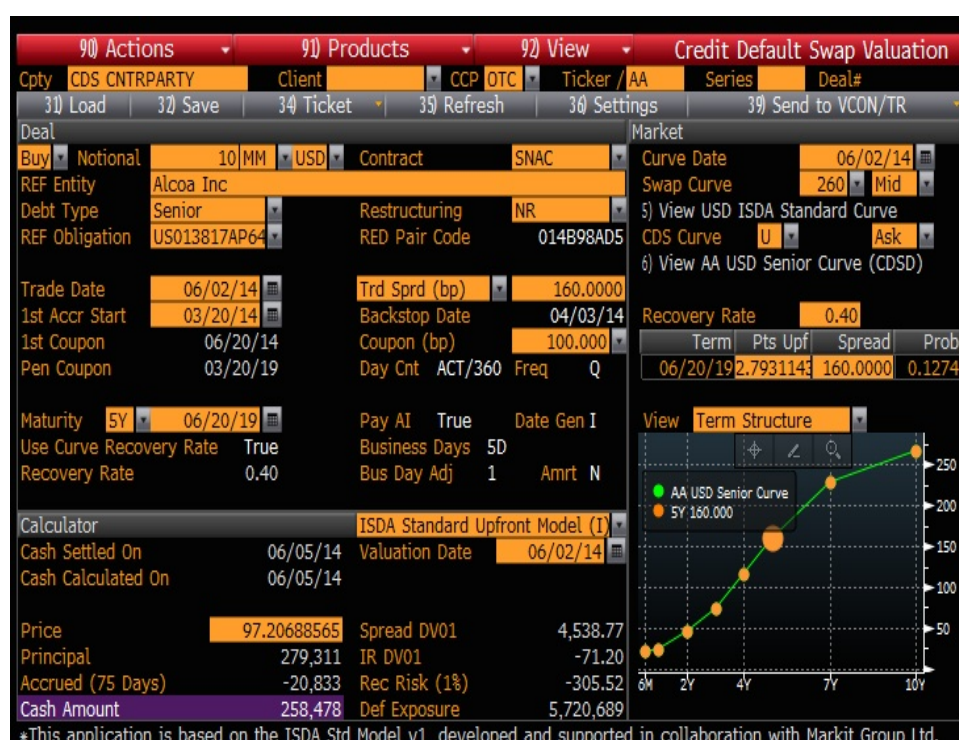 90) Actions 91) Products 92) View Credit Default Swap Valuation
Cpty CDS CNTRPARTY Client CCP OTC Ticker / AA Series Deal#
31) Load 32) Save 34) Ticket 35) Refresh 36) Settings 39) Send to VCON/TR
Deal
Buy Notional 10 MM USD Contract SNAC
REF Entity Alcoa Inc
Debt Type Senior Restructuring NR
REF Obligation US013817AP64 RED Pair Code 014B98AD5
Trade Date 06/02/14 Trd Sprd (bp) 160.0000
1st Accr Start 03/20/14 Backstop Date 04/03/14
1st Coupon 06/20/14 Coupon (bp) 100.000
Pen Coupon 03/20/19 Day Cnt ACT/360 Freq Q
Maturity 5Y 06/20/19 Pay AI True Date Gen I
Use Curve Recovery Rate True Business Days 5D
Recovery Rate 0.40 Bus Day Adj 1 Amrt N
Market
Curve Date 06/02/14
Swap Curve 260 Mid
5) View USD ISDA Standard Curve
CDS Curve U Ask
6) View AA USD Senior Curve (CDSD)
Recovery Rate 0.40
Term Pts Upf Spread Prob
06/20/19 2.7931143 160.0000 0.1274
View Term Structure
AA USD Senior Curve
5Y 160.000
250
200
150
100
50
6M 2Y 4Y 7Y 10Y
Calculator ISDA Standard Upfront Model (I)
Cash Settled On 06/05/14 Valuation Date 06/02/14
Cash Calculated On 06/05/14
Price 97.20688565 Spread DV01 4,538.77
Principal 279,311 IR DV01 -71.20
Accrued (75 Days) -20,833 Rec Risk (1%) -305.52
Cash Amount 258,478 Def Exposure 5,720,689
*This application is based on the ISDA Std Model v1, developed and supported in collaboration with Markit Group Ltd.